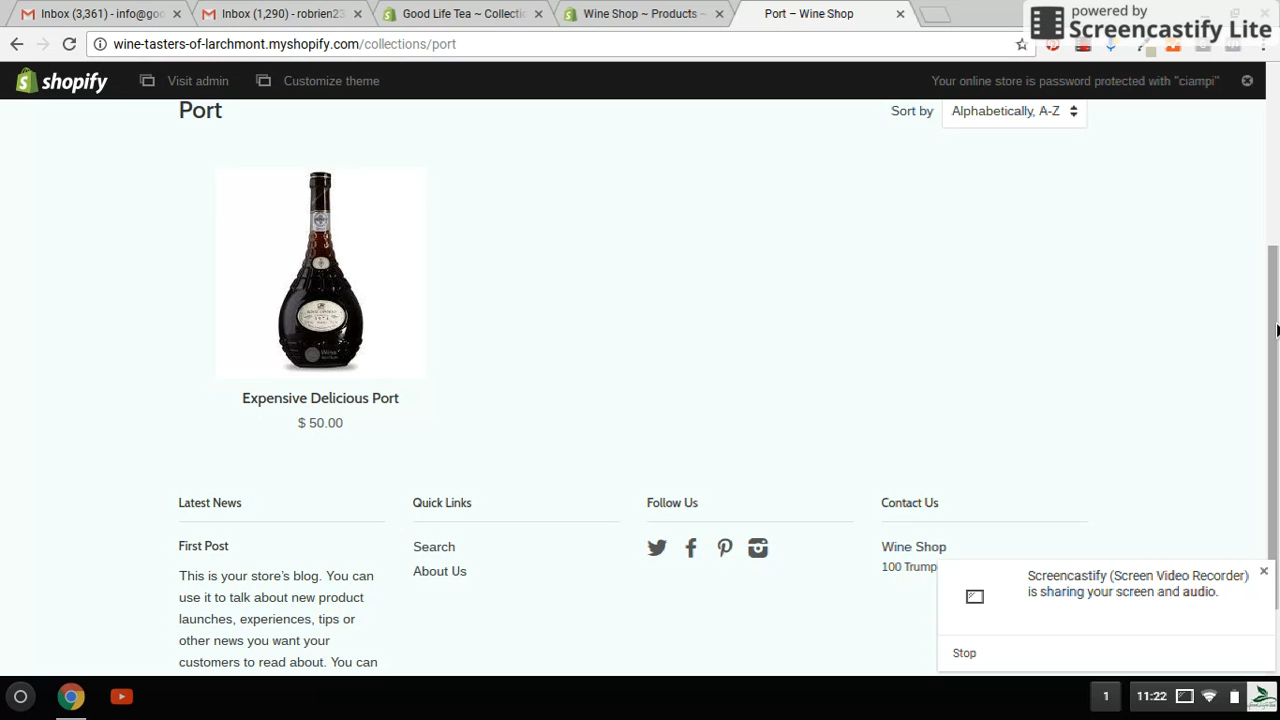 Inbox (3,361) - info@goo
Inbox (1,290) - robrien23
Good Life Tea ~ Collecti
Wine Shop ~ Products ~
Port – Wine Shop
powered by
Screencastify Lite
wine-tasters-of-larchmont.myshopify.com/collections/port
shopify
Visit admin
Customize theme
Your online store is password protected with "ciampi"
Port
Sort by
Alphabetically, A-Z
Expensive Delicious Port
$ 50.00
Latest News
Quick Links
Follow Us
Contact Us
First Post
Search
Wine Shop
About Us
100 Trump
This is your store's blog. You can
use it to talk about new product
launches, experiences, tips or
other news you want your
customers to read about. You can
Screencastify (Screen Video Recorder)
is sharing your screen and audio.
Stop
1
11:22